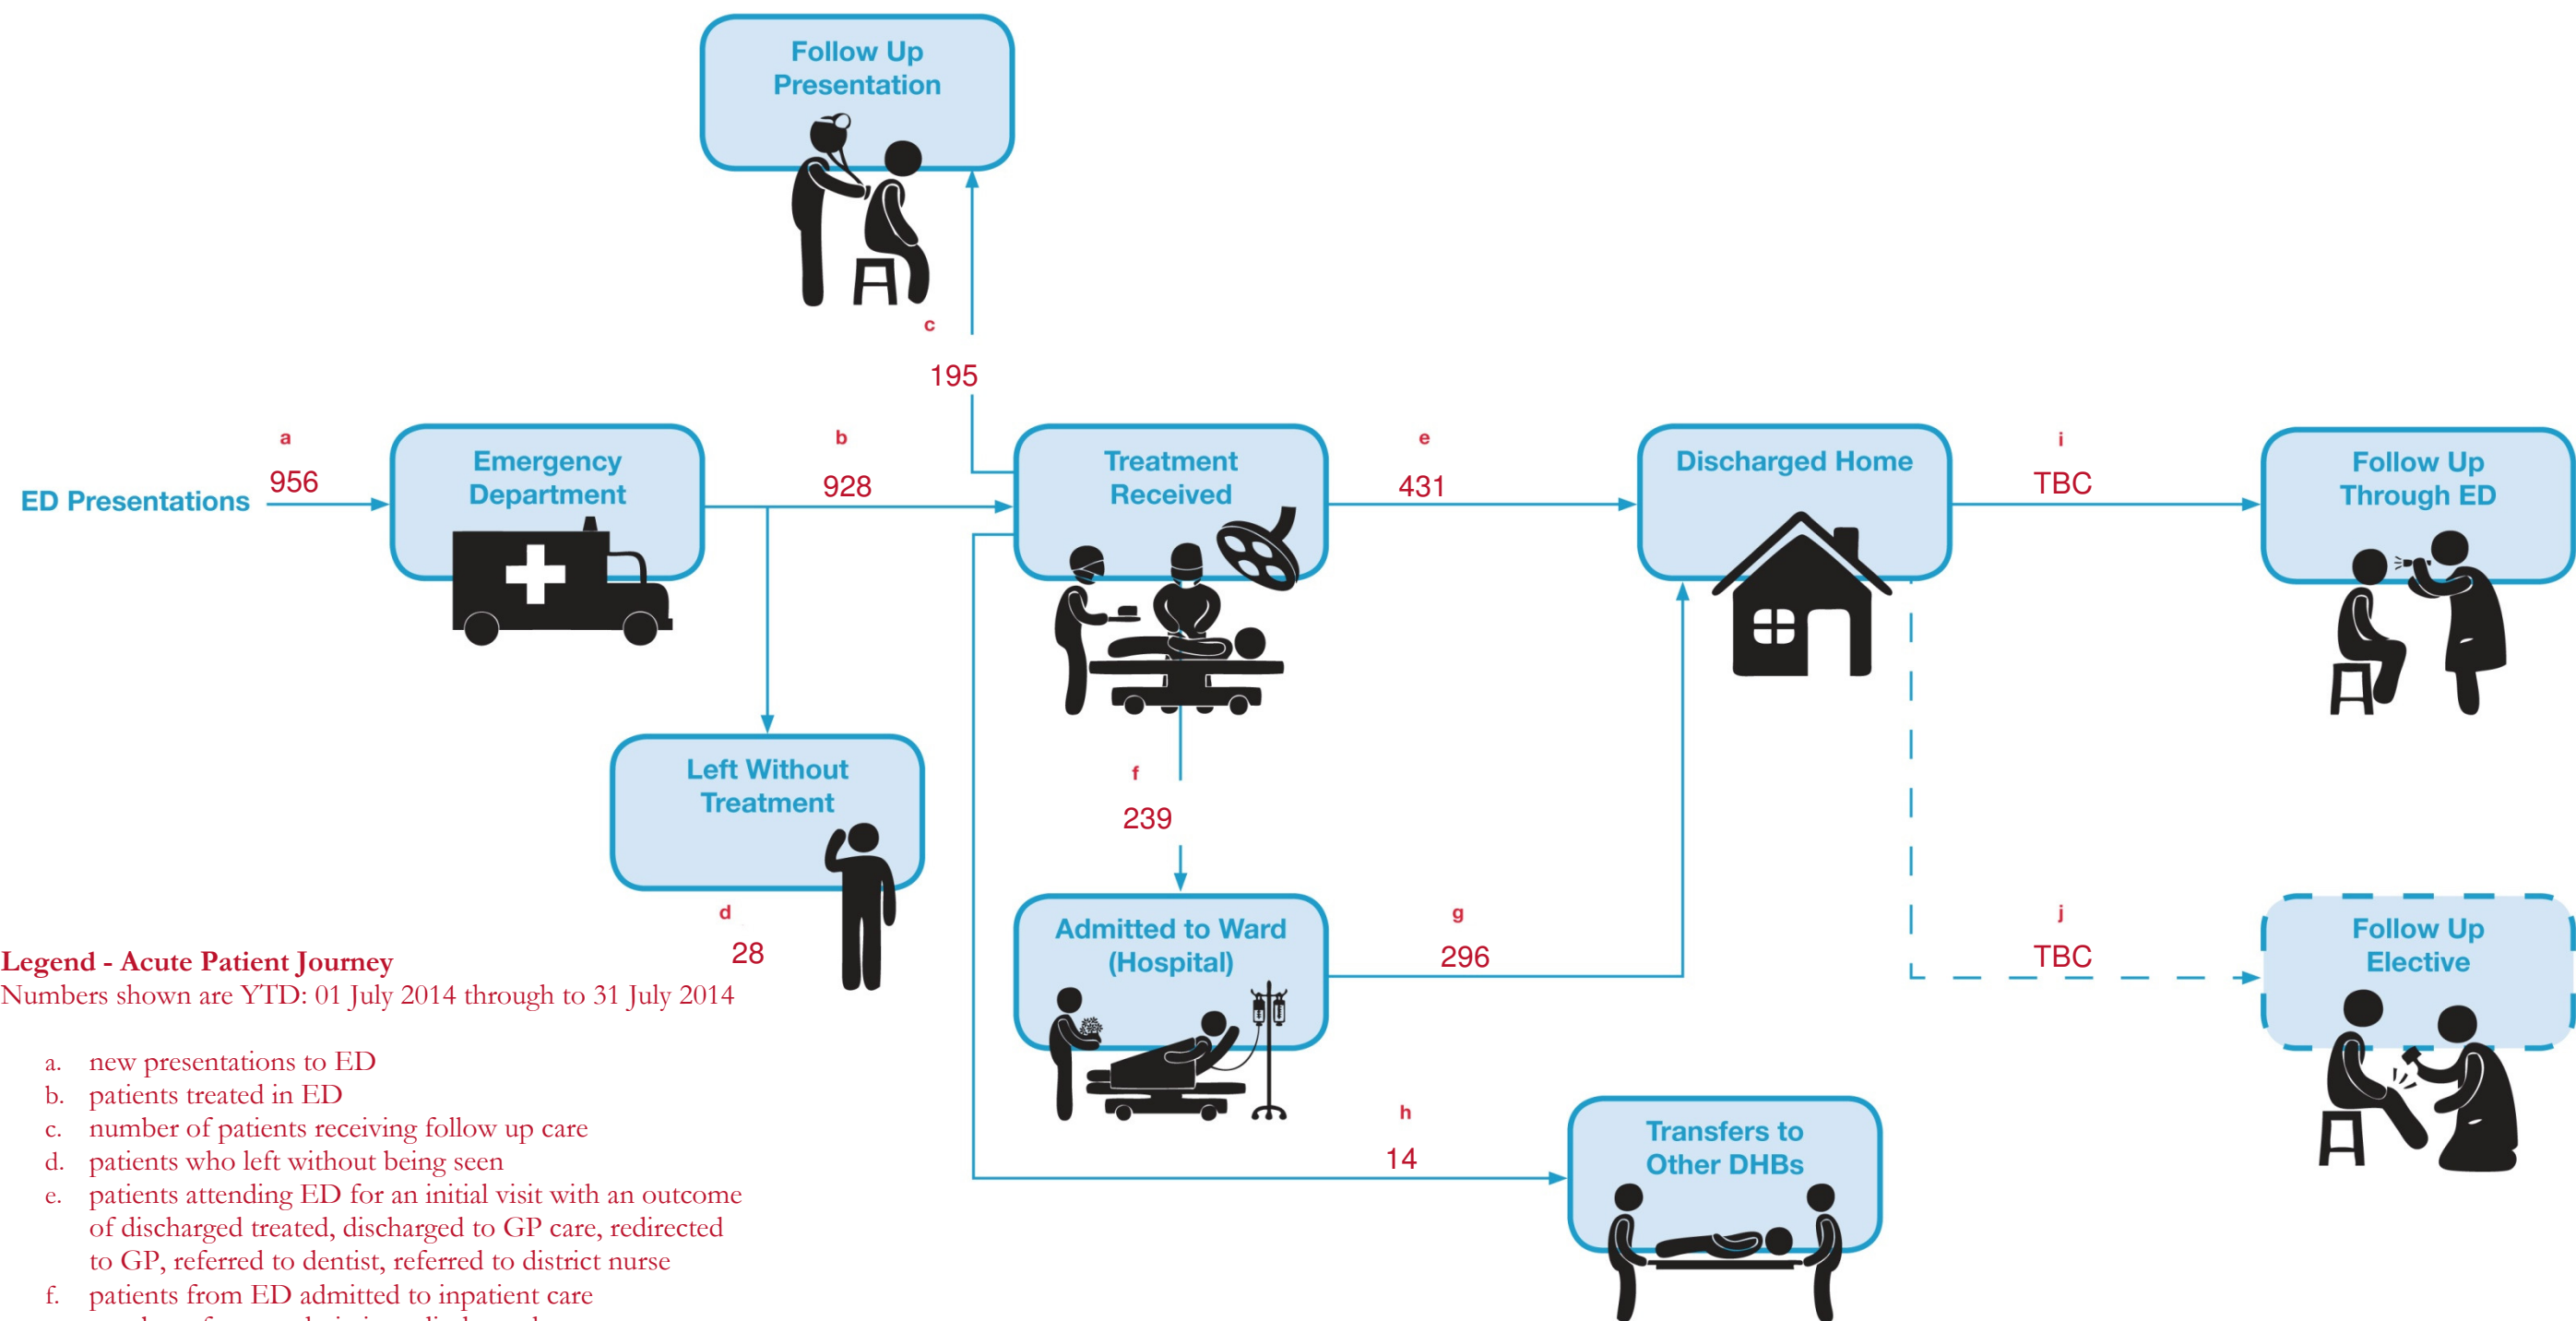 Follow Up
Presentation
c
195
a
956
ED Presentations
Emergency
Department
b
928
Treatment
Received
e
431
Discharged Home
i
TBC
Follow Up
Through ED
Left Without
Treatment
d
28
f
239
Admitted to Ward
(Hospital)
g
296
j
TBC
Follow Up
Elective
h
14
Transfers to
Other DHBs
Legend - Acute Patient Journey
Numbers shown are YTD: 01 July 2014 through to 31 July 2014
a. new presentations to ED
b. patients treated in ED
c. number of patients receiving follow up care
d. patients who left without being seen
e. patients attending ED for an initial visit with an outcome
of discharged treated, discharged to GP care, redirected
to GP, referred to dentist, referred to district nurse
f. patients from ED admitted to inpatient care